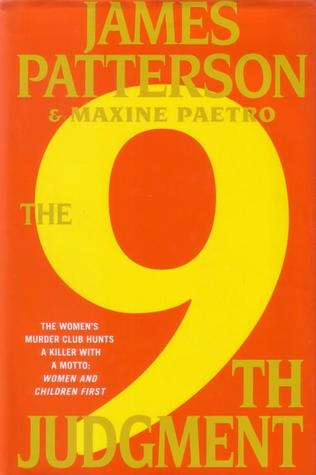 JAMES
PATTERSON
& MAXINE PAETRO
THE
9
TH
JUDGMENT
THE WOMEN'S
MURDER CLUB HUNTS
A KILLER WITH
A MOTTO:
WOMEN AND
CHILDREN FIRST